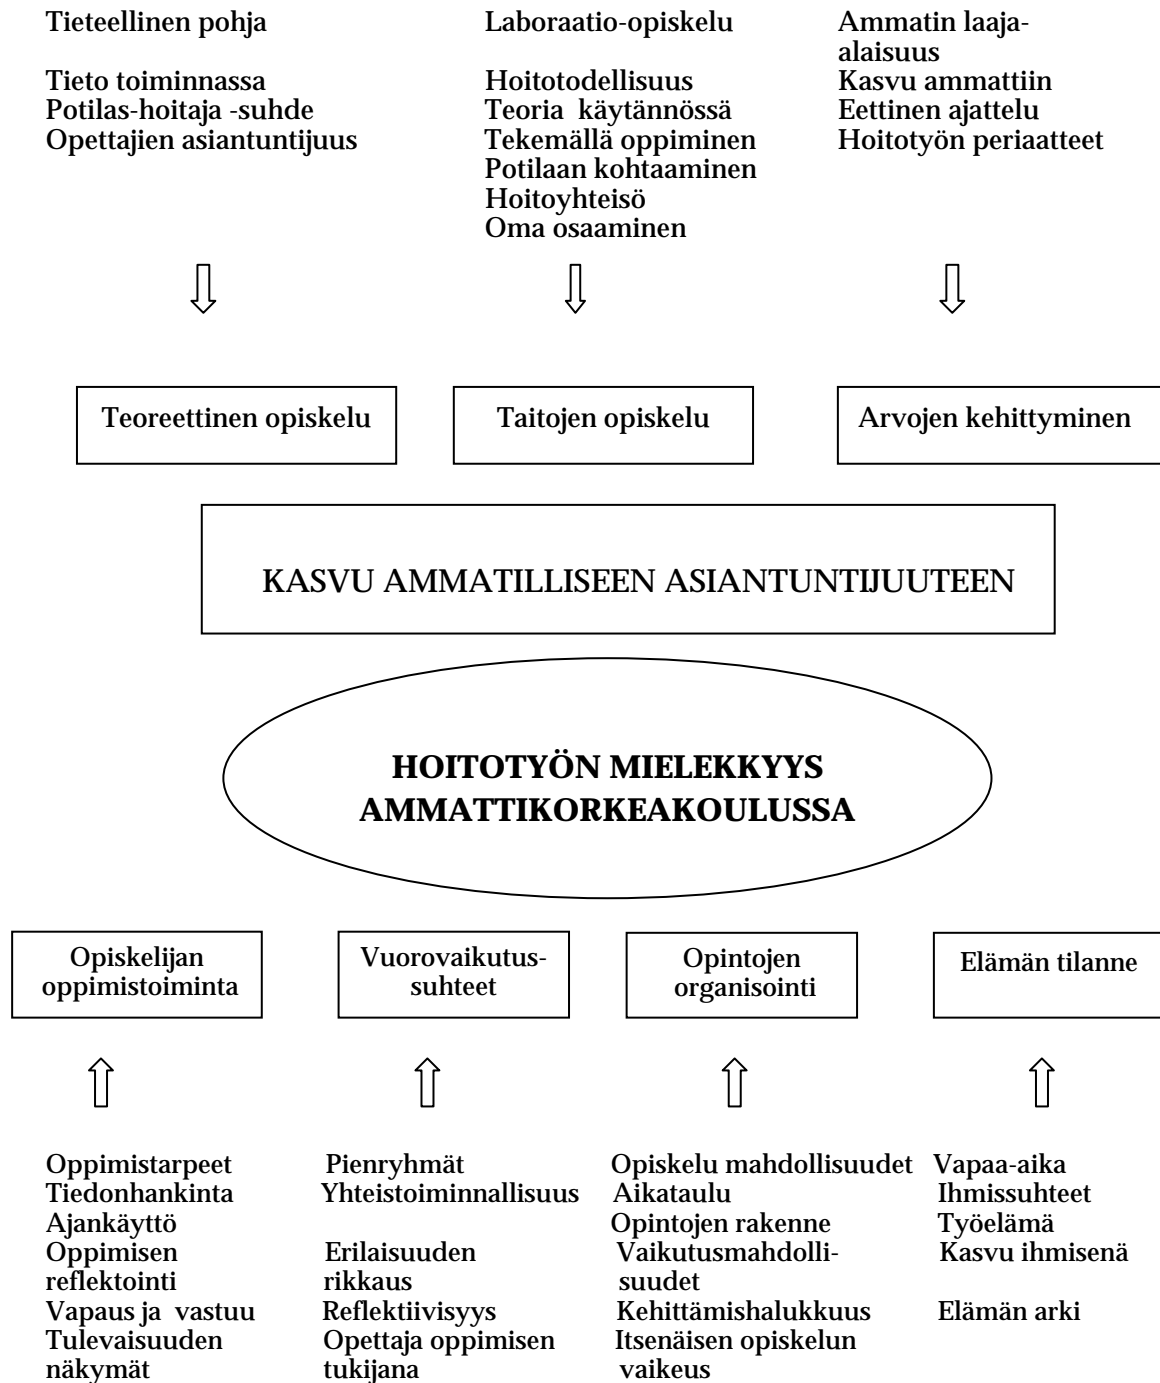 Tieteellinen pohja
Tieto toiminnassa
Potilas-hoitaja -suhde
Opettajien asiantuntijuus
Laboraatio-opiskelu
Hoitotodellisuus
Teoria käytännössä
Tekemällä oppiminen
Potilaan kohtaaminen
Hoitoyhteisö
Oma osaaminen
Ammatin laaja-
alaisuus
Kasvu ammattiin
Eettinen ajattelu
Hoitotyön periaatteet
Teoreettinen opiskelu
Taitojen opiskelu
Arvojen kehittyminen
KASVU AMMATILLISEEN ASIANTUNTIJUUTEEN
HOITOTYÖN MIELEKKYYS
AMMATTIKORKEAKOULUSSA
Opiskelijan
oppimistoiminta
Vuorovaikutus-
suhteet
Opintojen
organisointi
Elämän tilanne
Oppimistarpeet
Tiedonhankinta
Ajankäyttö
Oppimisen
reflektointi
Vapaus ja vastuu
Tulevaisuuden
näkymät
Pienryhmät
Yhteistoiminnallisuus
Erilaisuuden
rikkaus
Reflektiivisyys
Opettaja oppimisen
tukijana
Opiskelu mahdollisuudet
Aikataulu
Opintojen rakenne
Vaikutusmahdolli-
suudet
Kehittämishalukkuus
Itsenäisen opiskelun
vaikeus
Vapaa-aika
Ihmissuhteet
Työelämä
Kasvu ihmisenä
Elämän arki